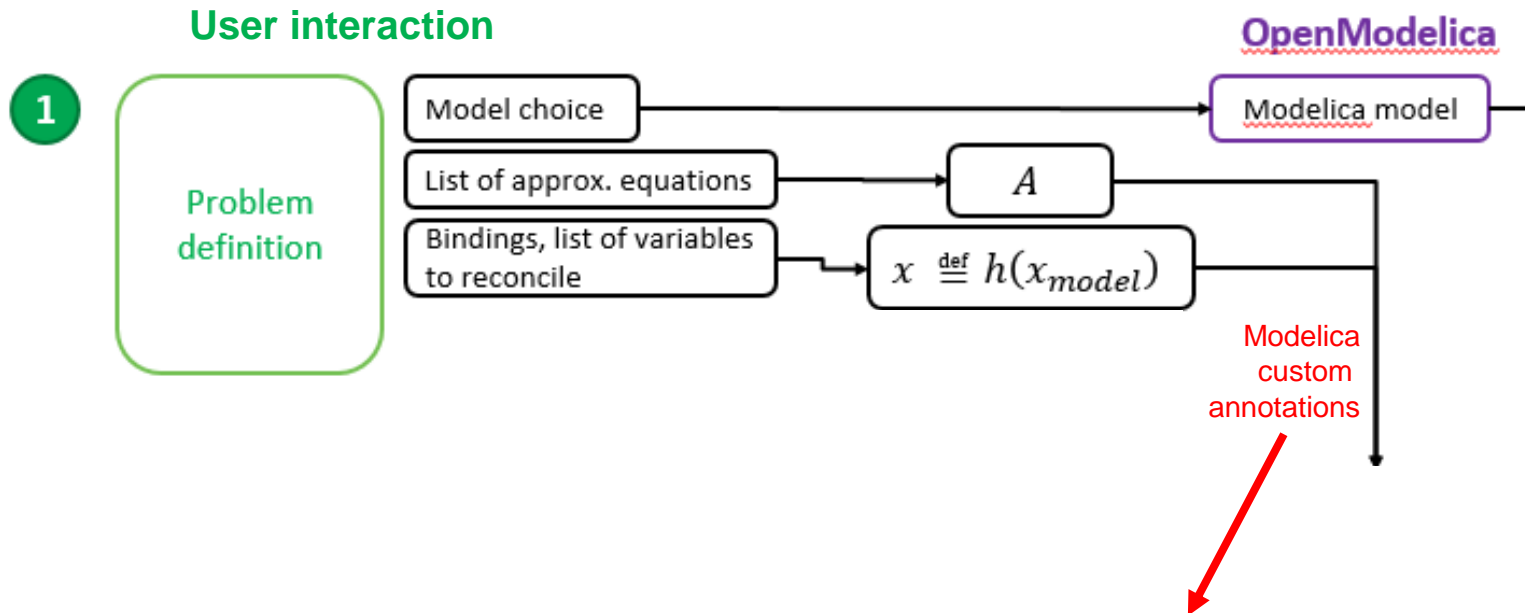 User interaction
OpenModelica
1
Problem
definition
Model choice
Modelica model
List of approx. equations
A
Bindings, list of variables
to reconcile
x ≝ h(x_model)
Modelica
custom
annotations